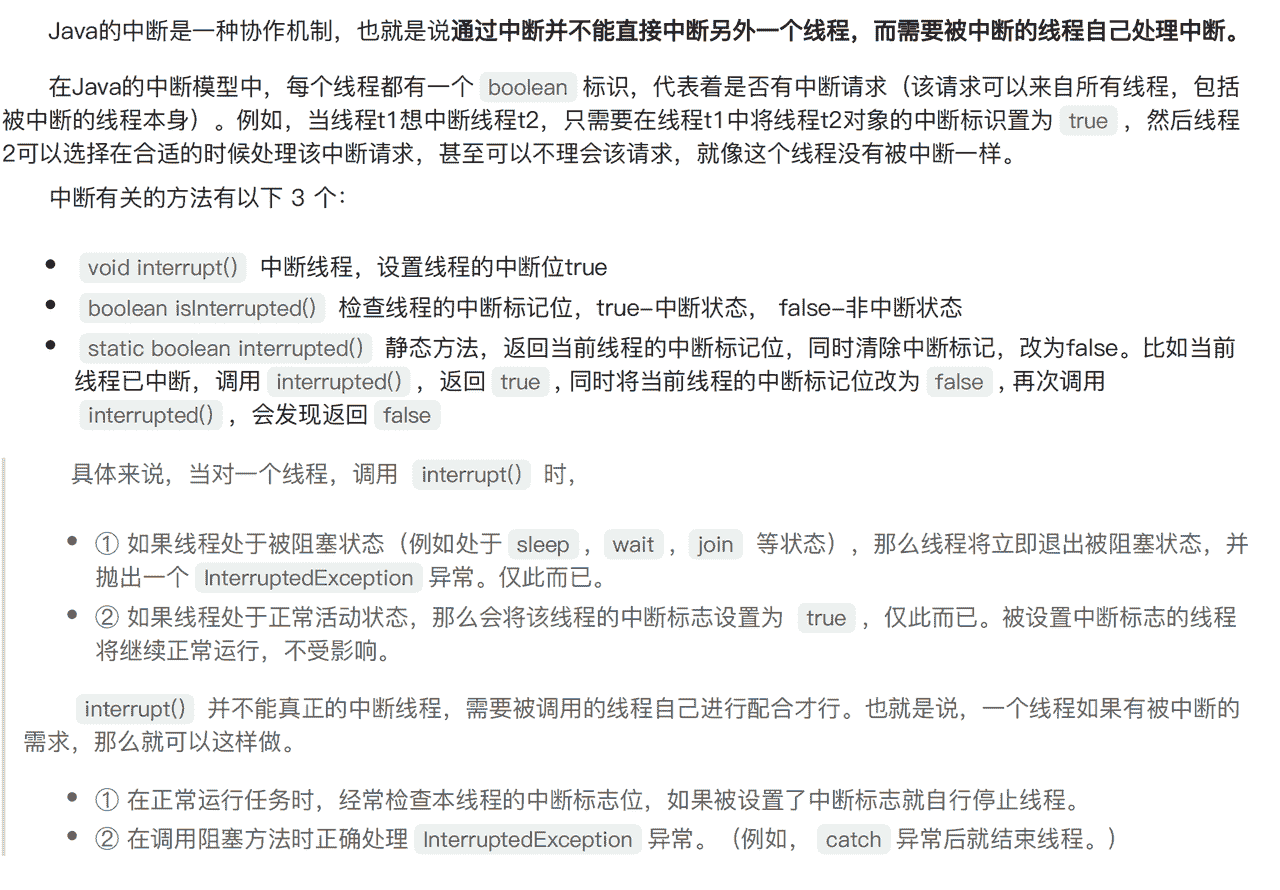 Java的中断是一种协作机制，也就是说通过中断并不能直接中断另外一个线程，而需要被中断的线程自己处理中断。
在Java的中断模型中，每个线程都有一个 boolean 标识，代表着是否有中断请求（该请求可以来自所有线程，包括
被中断的线程本身）。例如，当线程t1想中断线程t2，只需要在线程t1中将线程t2对象的中断标识置为 true ，然后线程
2可以选择在合适的时候处理该中断请求，甚至可以不理会该请求，就像这个线程没有被中断一样。
中断有关的方法有以下 3 个：
• void interrupt() 中断线程，设置线程的中断位true
• boolean isInterrupted() 检查线程的中断标记位，true-中断状态， false-非中断状态
• static boolean interrupted() 静态方法，返回当前线程的中断标记位，同时清除中断标记，改为false。比如当前
线程已中断，调用 interrupted() ， 返回 true , 同时将当前线程的中断标记位改为 false , 再次调用
interrupted() ， 会发现返回 false
具体来说，当对一个线程，调用 interrupt() 时，
• ① 如果线程处于被阻塞状态（例如处于 sleep ， wait ， join 等状态），那么线程将立即退出被阻塞状态，并
抛出一个 InterruptedException 异常。仅此而已。
• ② 如果线程处于正常活动状态，那么会将该线程的中断标志设置为 true ，仅此而已。被设置中断标志的线程
将继续正常运行，不受影响。
interrupt() 并不能真正的中断线程，需要被调用的线程自己进行配合才行。也就是说，一个线程如果有被中断的
需求，那么就可以这样做。
• ① 在正常运行任务时，经常检查本线程的中断标志位，如果被设置了中断标志就自行停止线程。
• ② 在调用阻塞方法时正确处理 InterruptedException 异常。（例如， catch 异常后就结束线程。）